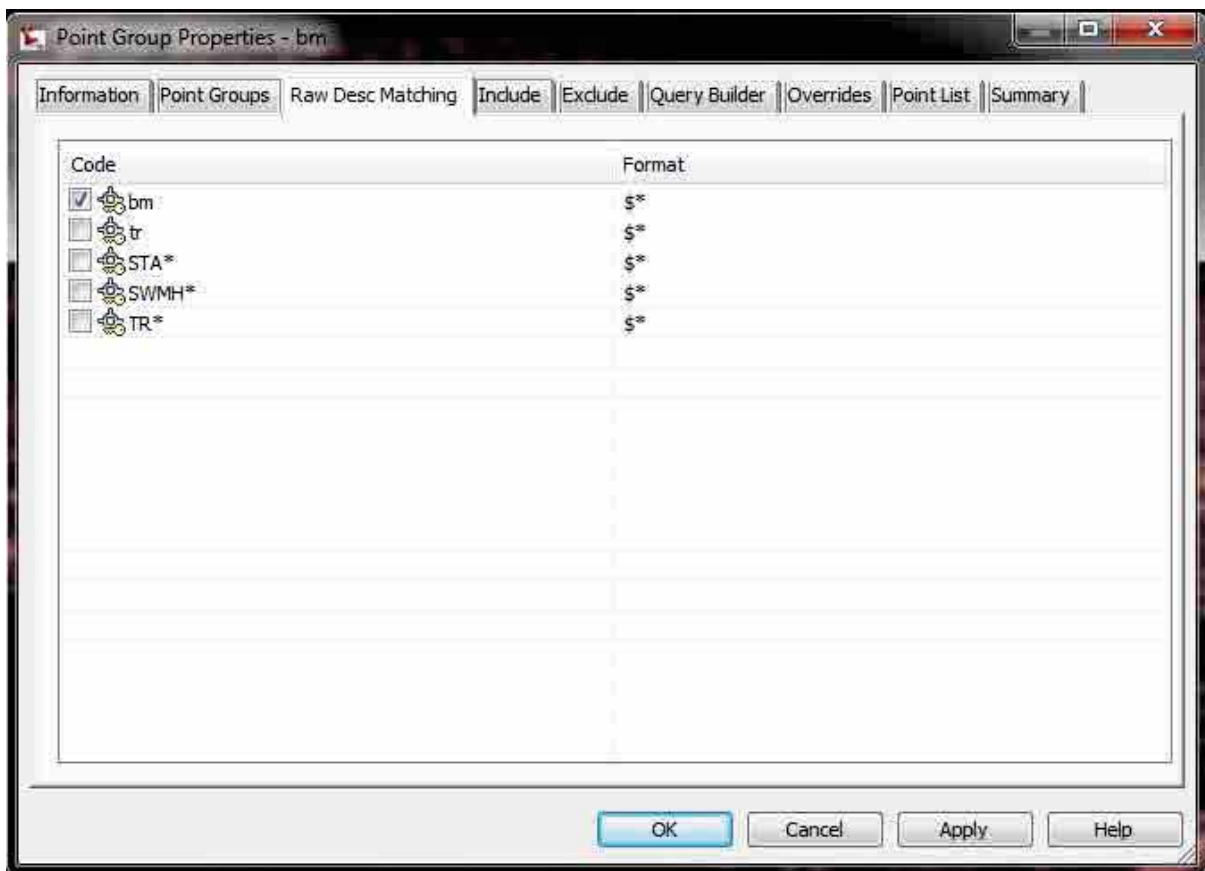 Point Group Properties - bm
Information Point Groups Raw Desc Matching Include Exclude Query Builder Overrides Point List Summary
Code Format
bm $*
tr $*
STA* $*
SWMH* $*
TR* $*
OK Cancel Apply Help